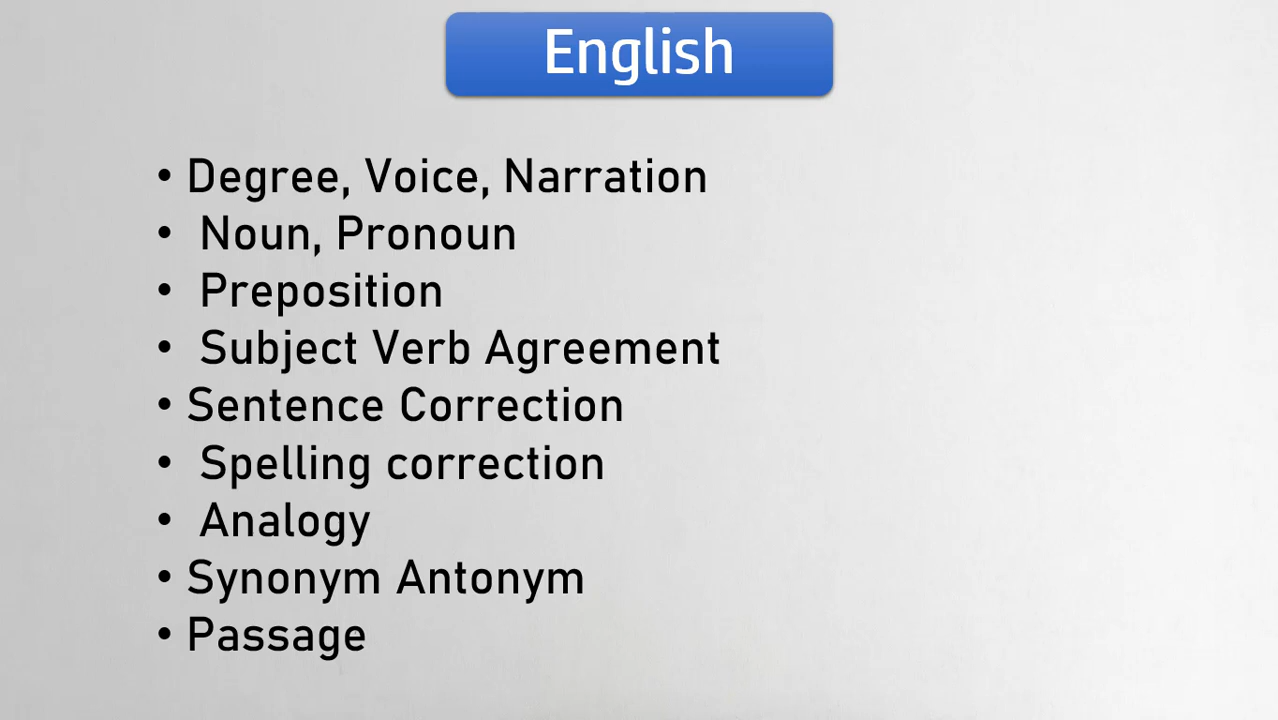 English
• Degree, Voice, Narration
• Noun, Pronoun
• Preposition
• Subject Verb Agreement
• Sentence Correction
• Spelling correction
• Analogy
• Synonym Antonym
• Passage